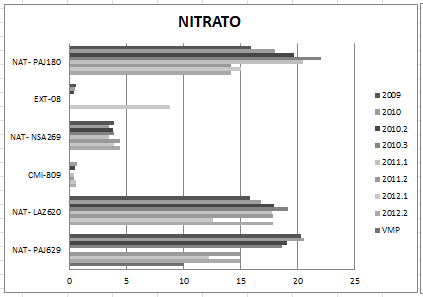 NITRATO
NAT- PAJ180
EXT-08
NAT- NSA269
CMI-809
NAT- LAZ620
NAT- PAJ629
0 5 10 15 20 25
2009
2010
2010.2
2010.3
2011.1
2011.2
2012.1
2012.2
VMP